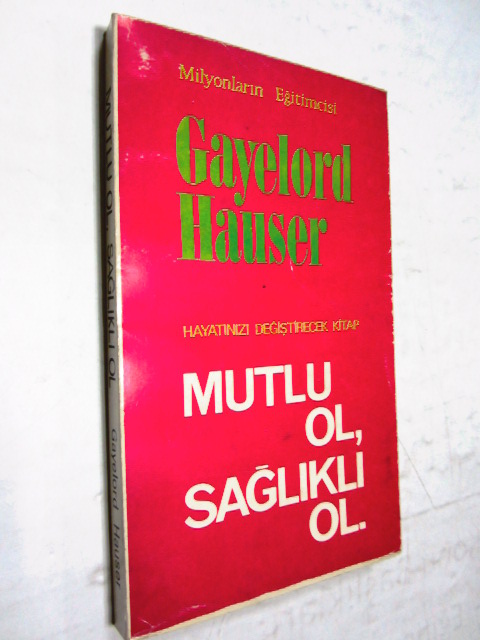 Milyonların Eğitimcisi
Gayelord
Hauser
HAYATINIZI DEĞİŞTİRECEK KİTAP
MUTLU
OL,
SAĞLIKLI
OL.
MUTLU OL, SAĞLIKLI OL Gayelord Hauser